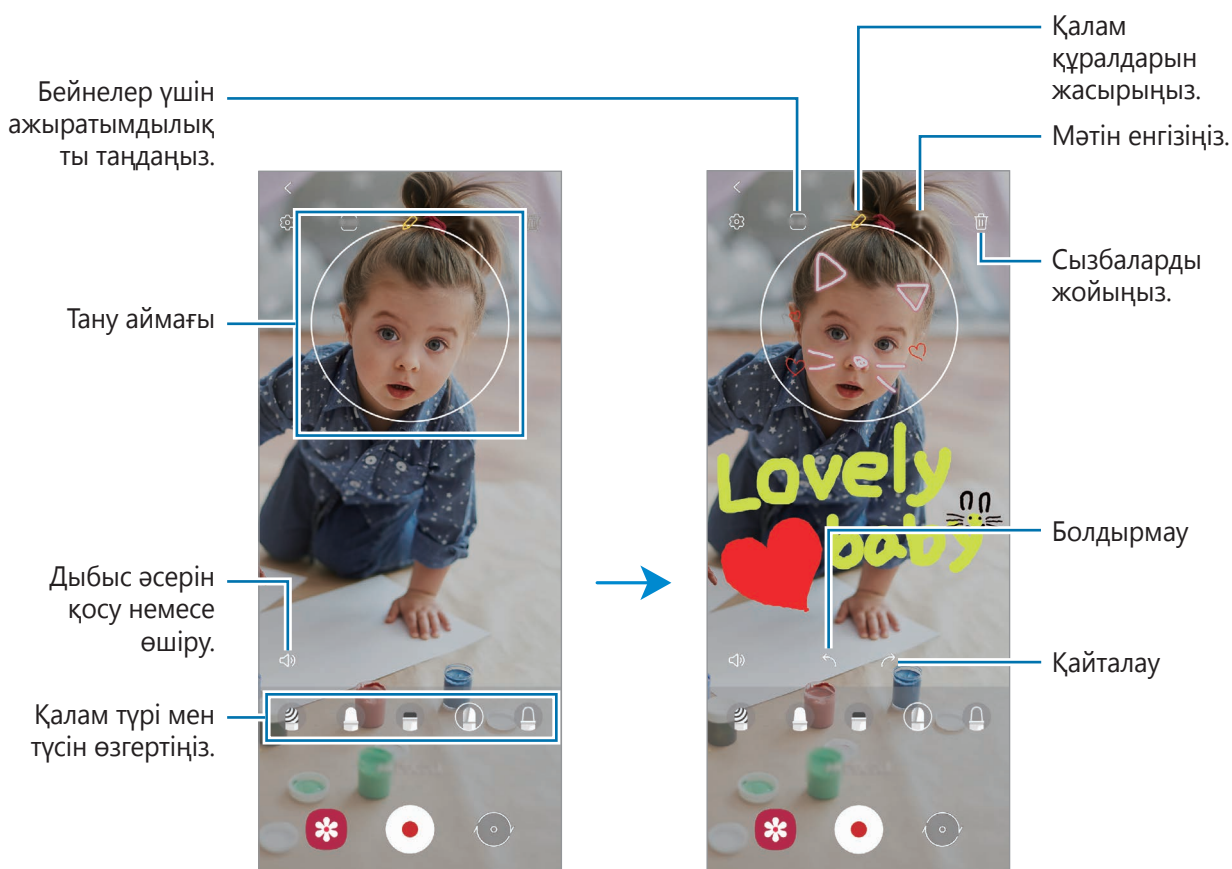 Қалам
құралдарын
жасырыңыз.
Бейнелер үшін
ажыратымдылық
ты таңдаңыз.
Мәтін енгізіңіз.
Сызбаларды
жойыңыз.
Тану аймағы
Lovely
baby
Болдырмау
Дыбыс әсерін
қосу немесе
өшіру.
Қайталау
Қалам түрі мен
түсін өзгертіңіз.